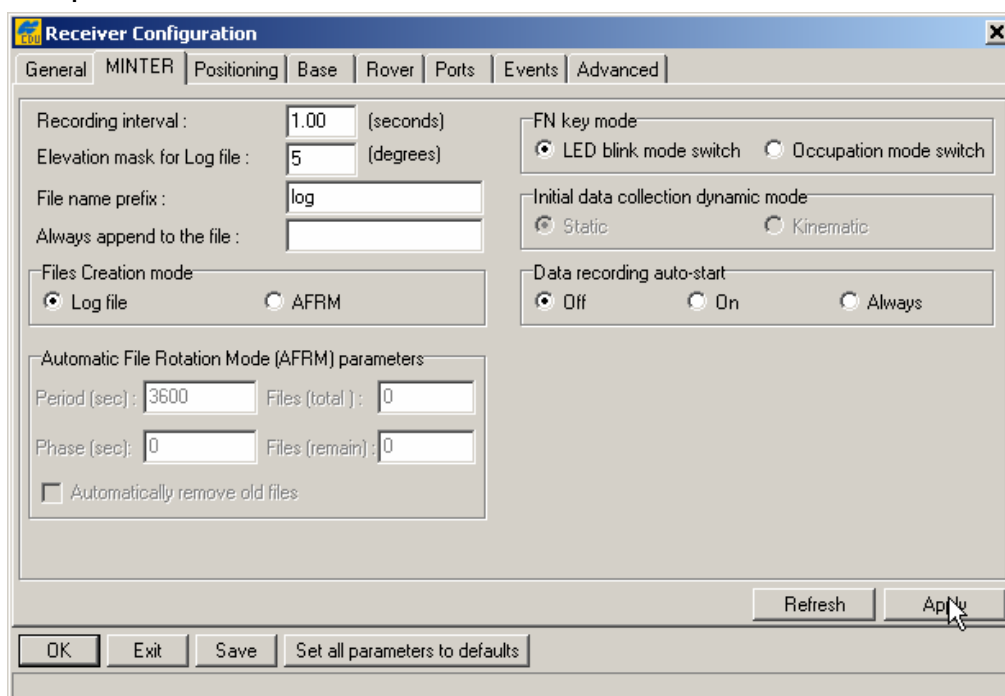 EDU Receiver Configuration
General MINTER Positioning Base Rover Ports Events Advanced
Recording interval : 1.00 (seconds)
Elevation mask for Log file : 5 (degrees)
File name prefix : log
Always append to the file :
Files Creation mode
Log file AFRM
Automatic File Rotation Mode (AFRM) parameters
Period (sec) : 3600 Files (total ) : 0
Phase (sec): 0 Files (remain) : 0
Automatically remove old files
FN key mode
LED blink mode switch Occupation mode switch
Initial data collection dynamic mode
Static Kinematic
Data recording auto-start
Off On Always
Refresh Apply
OK Exit Save Set all parameters to defaults